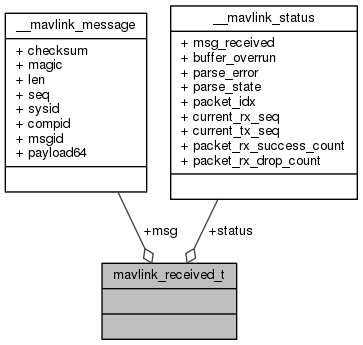 __mavlink_message
+ checksum
+ magic
+ len
+ seq
+ sysid
+ compid
+ msgid
+ payload64
__mavlink_status
+ msg_received
+ buffer_overrun
+ parse_error
+ parse_state
+ packet_idx
+ current_rx_seq
+ current_tx_seq
+ packet_rx_success_count
+ packet_rx_drop_count
+msg
+status
mavlink_received_t